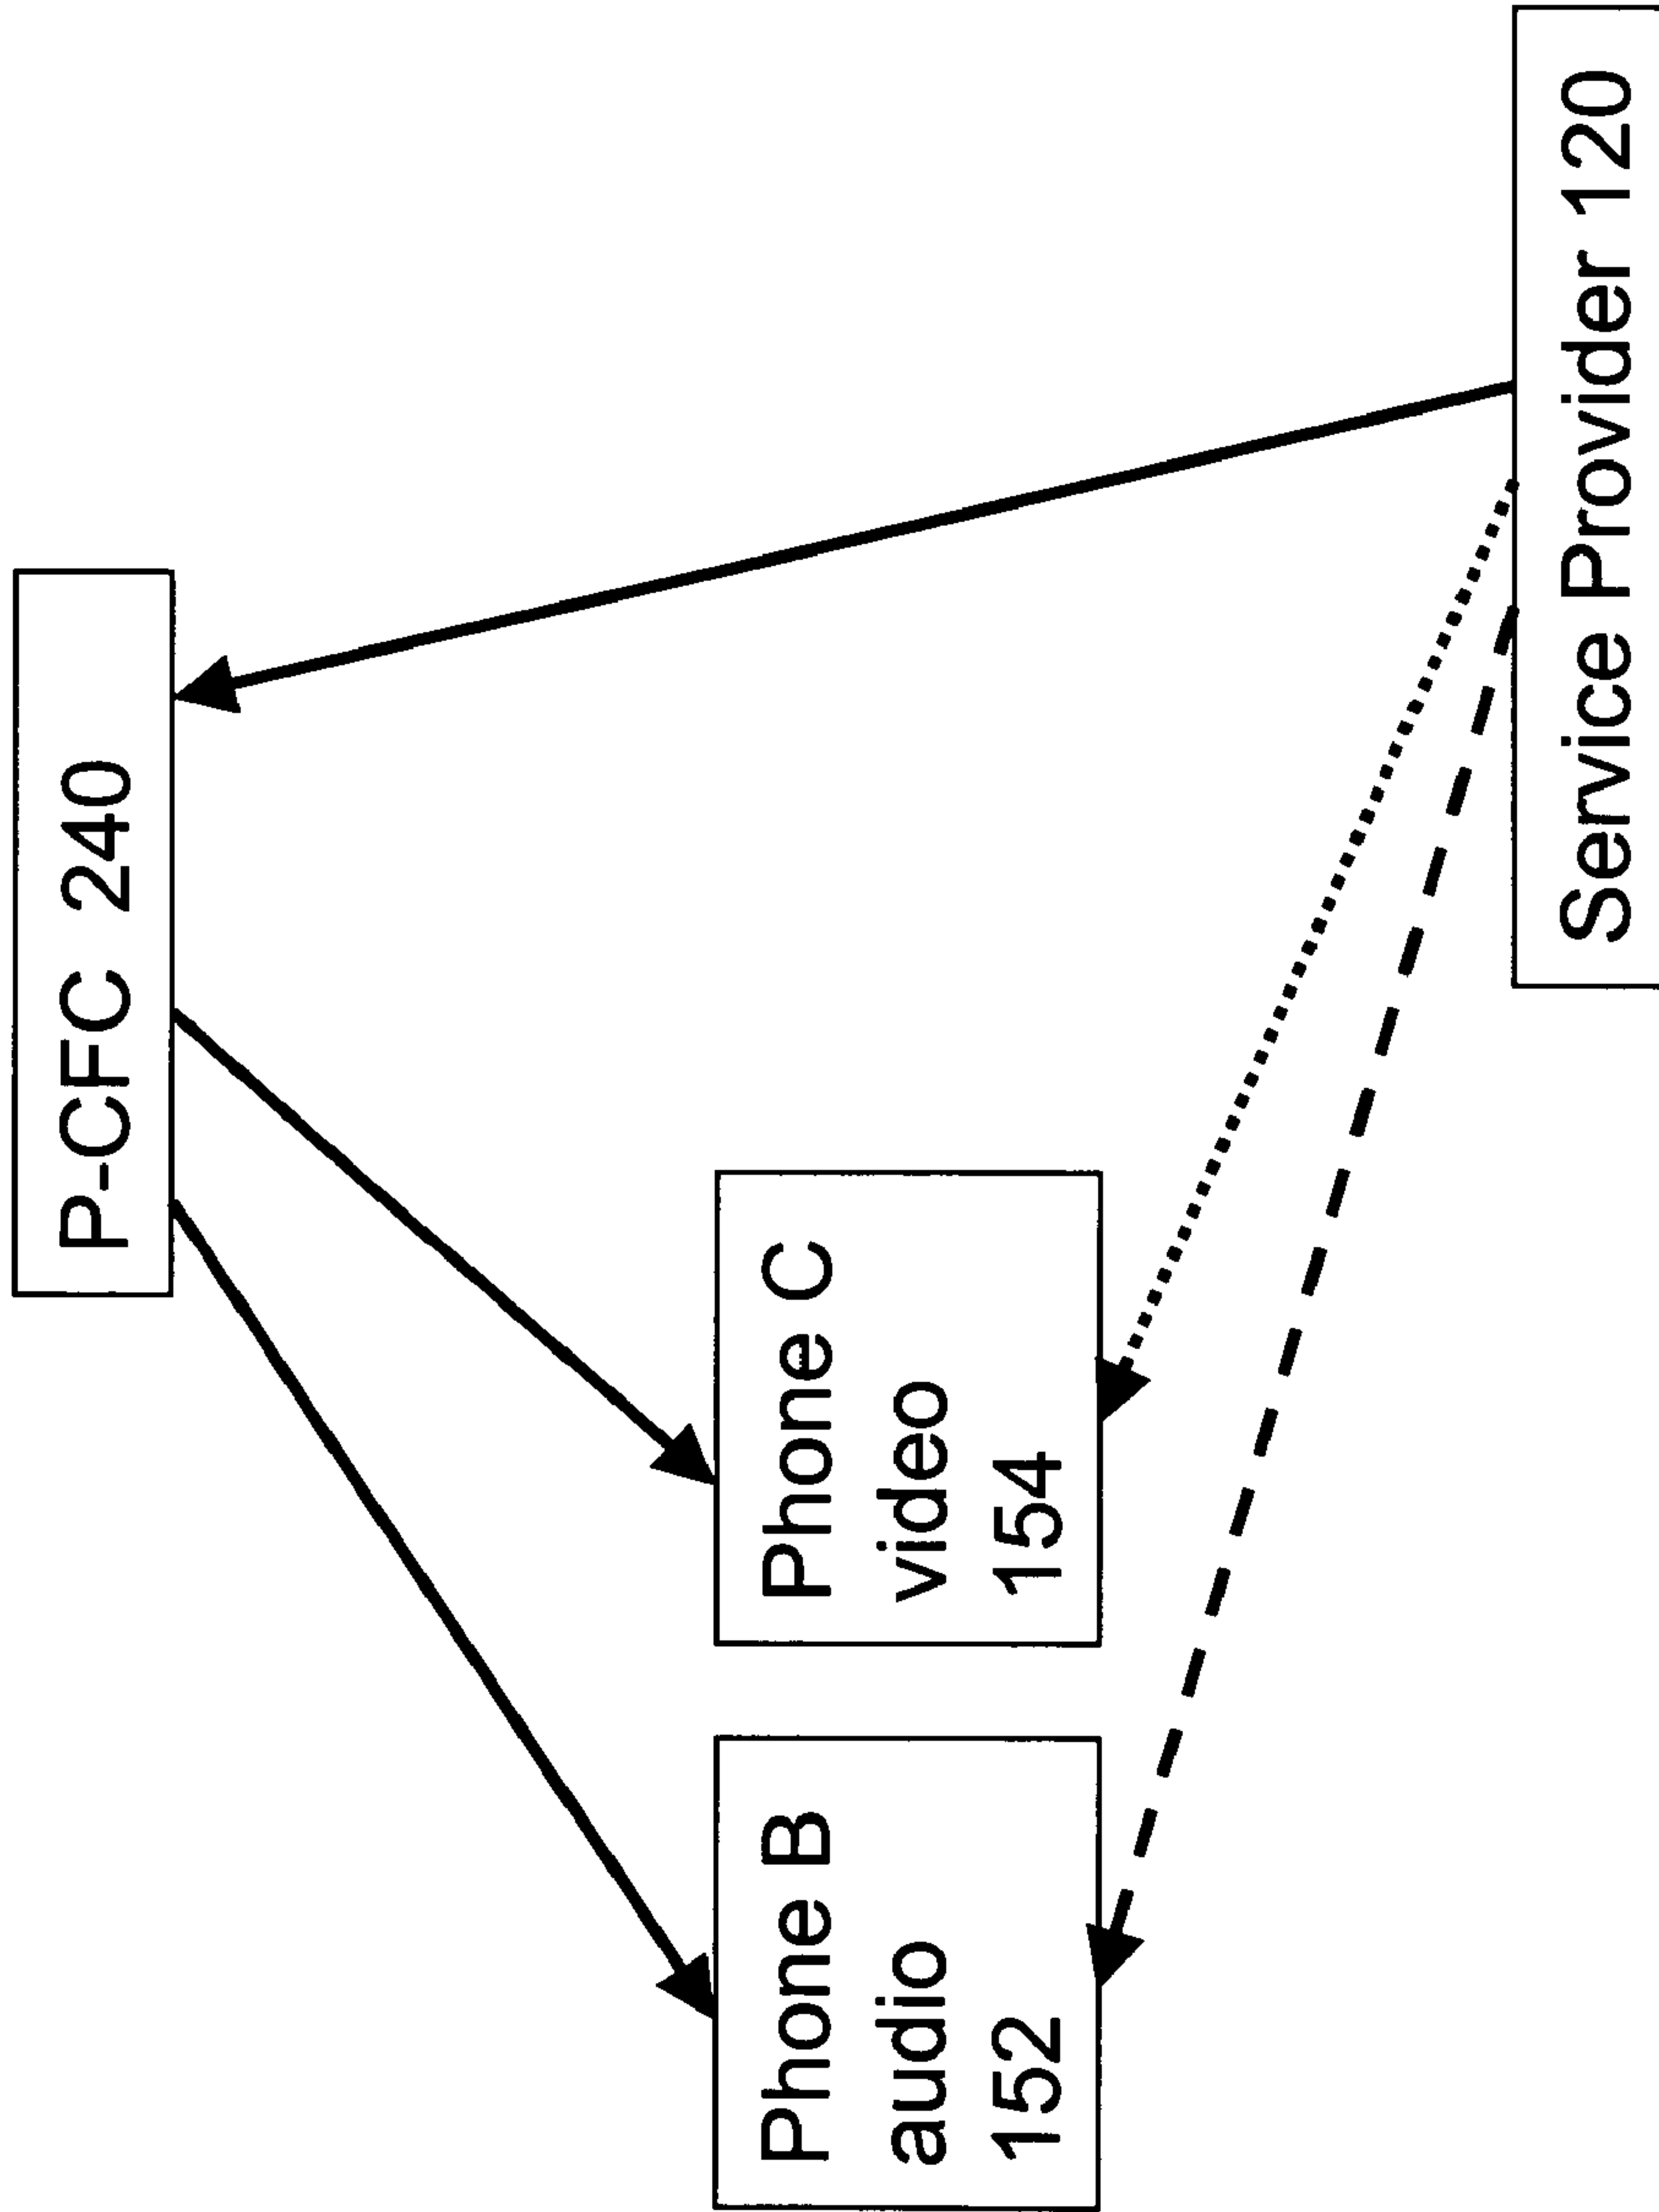 P-CFC 240
Phone B
audio
152
Phone C
video
154
Service Provider 120